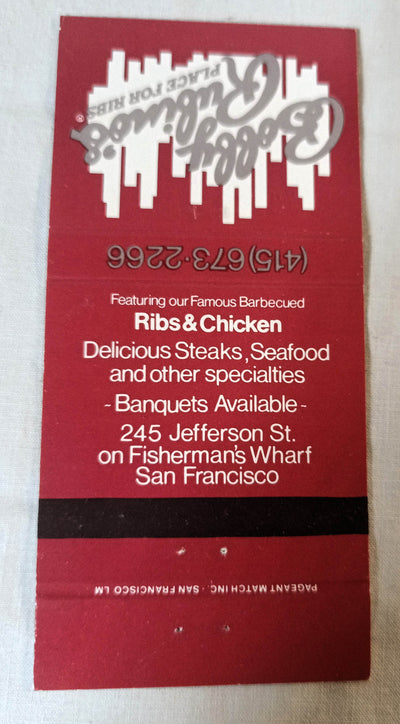 Bobby
Rubino's®
PLACE FOR RIBS
(415) 673-2266
Featuring our Famous Barbecued
Ribs & Chicken
Delicious Steaks, Seafood
and other specialties
- Banquets Available -
245 Jefferson St.
on Fisherman's Wharf
San Francisco
PAGEANT MATCH INC · SAN FRANCISCO LM